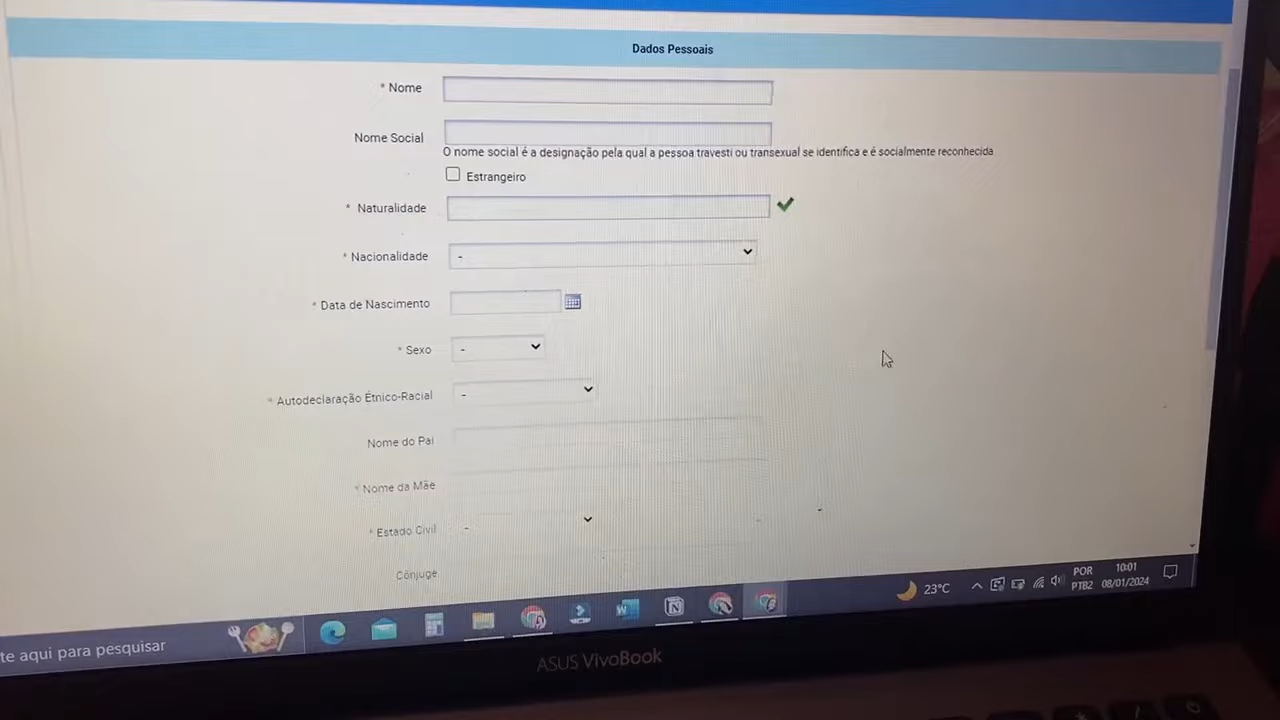 Dados Pessoais
* Nome
Nome Social
O nome social é a designação pela qual a pessoa travesti ou transexual se identifica e é socialmente reconhecida
Estrangeiro
* Naturalidade
* Nacionalidade -
* Data de Nascimento
* Sexo -
* Autodeclaração Étnico-Racial -
Nome do Pai
* Nome da Mãe
* Estado Civil -
Cônjuge
te aqui para pesquisar
23°C
POR
PTB2
10:01
08/01/2024
ASUS VivoBook